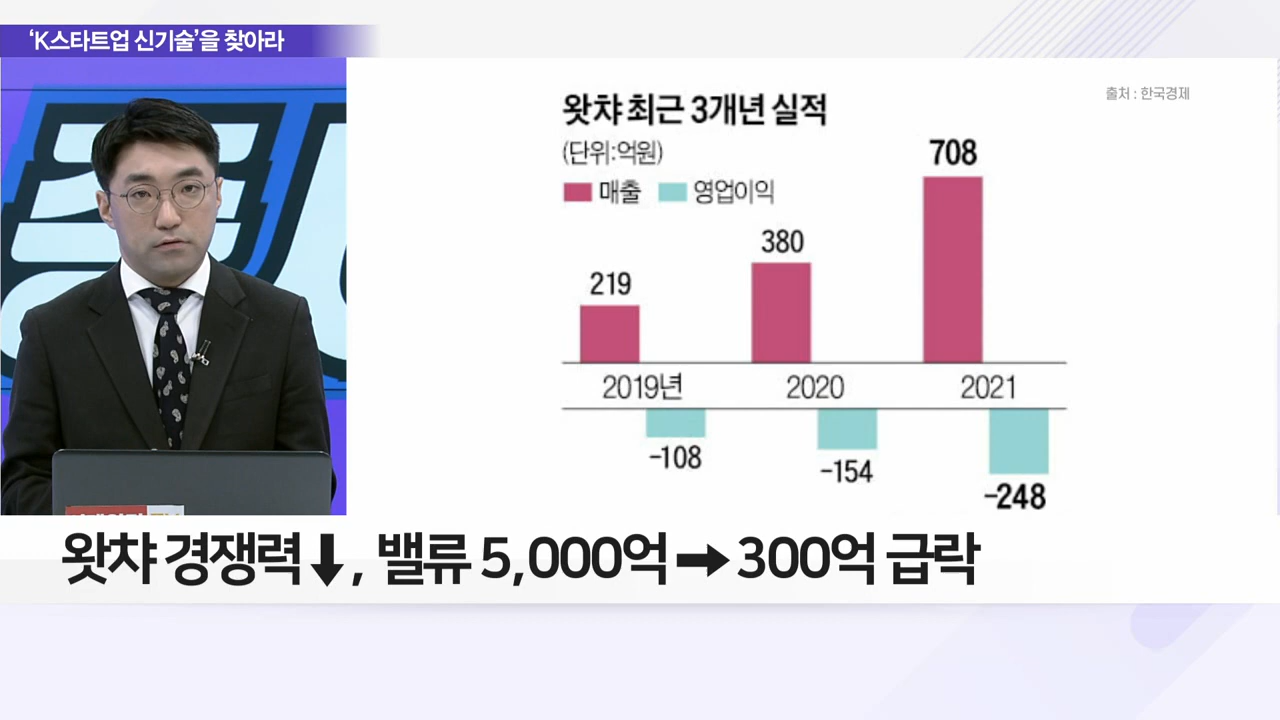 ‘K스타트업 신기술’을 찾아라
출처 : 한국경제
왓챠 최근 3개년 실적
(단위:억원)
매출 영업이익
219 380 708
2019년 2020 2021
-108 -154 -248
왓챠 경쟁력⬇, 밸류 5,000억➡300억 급락